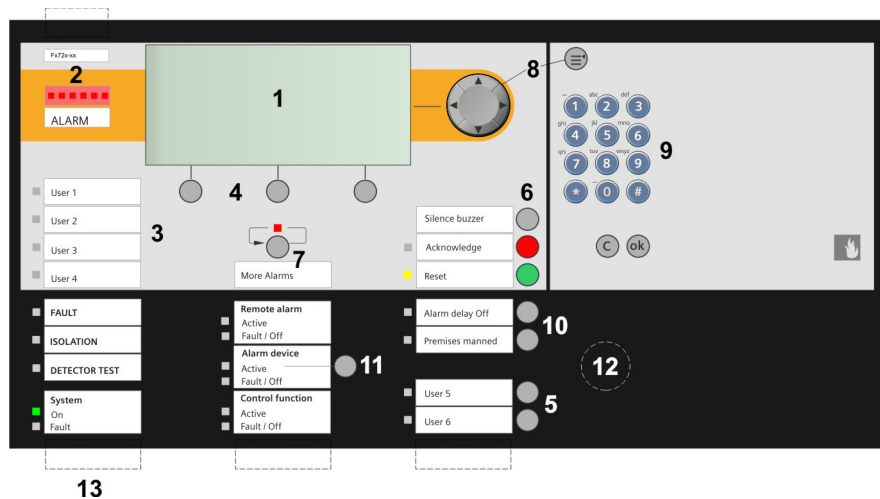 Fx72x-xx
2
ALARM
1
8
1
abc
2
def
3
ghi
4
jkl
5
mno
6
qrs
7
tuv
8
wxyz
9
*
0
#
9
C
ok
User 1
User 2
User 3
User 4
3
4
7
More Alarms
6
Silence buzzer
Acknowledge
Reset
FAULT
ISOLATION
DETECTOR TEST
System
On
Fault
Remote alarm
Active
Fault / Off
Alarm device
Active
Fault / Off
Control function
Active
Fault / Off
11
Alarm delay Off
Premises manned
10
User 5
User 6
5
12
13